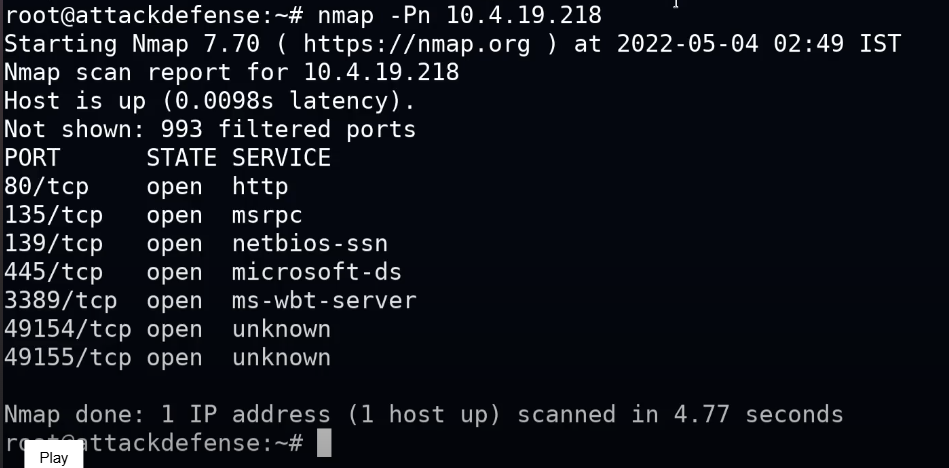 root@attackdefense:~# nmap -Pn 10.4.19.218
Starting Nmap 7.70 ( https://nmap.org ) at 2022-05-04 02:49 IST
Nmap scan report for 10.4.19.218
Host is up (0.0098s latency).
Not shown: 993 filtered ports
PORT      STATE SERVICE
80/tcp    open  http
135/tcp   open  msrpc
139/tcp   open  netbios-ssn
445/tcp   open  microsoft-ds
3389/tcp  open  ms-wbt-server
49154/tcp open  unknown
49155/tcp open  unknown
Nmap done: 1 IP address (1 host up) scanned in 4.77 seconds
root@attackdefense:~#
Play